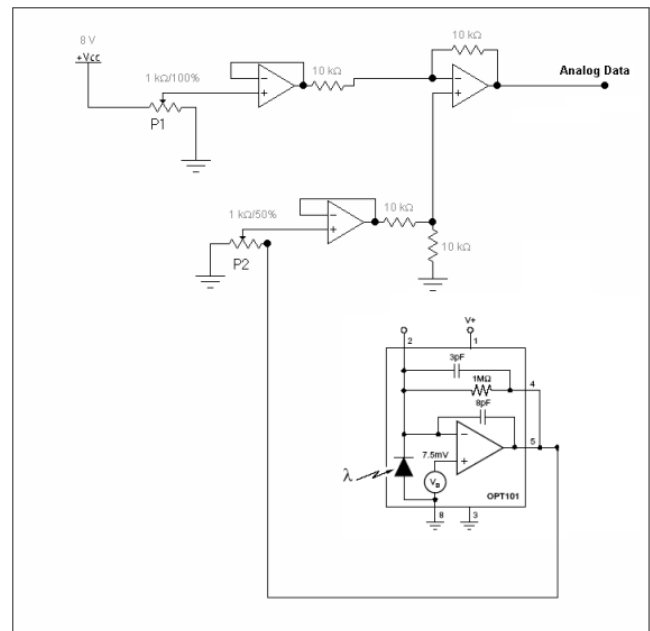 8 V
+Vcc
1 kΩ/100%
P1
10 kΩ
10 kΩ
Analog Data
1 kΩ/50%
P2
10 kΩ
10 kΩ
V+
2
1
3pF
1MΩ
4
8pF
5
7.5mV
λ
VB
OPT101
8
3
−
+
−
+
−
+
−
+